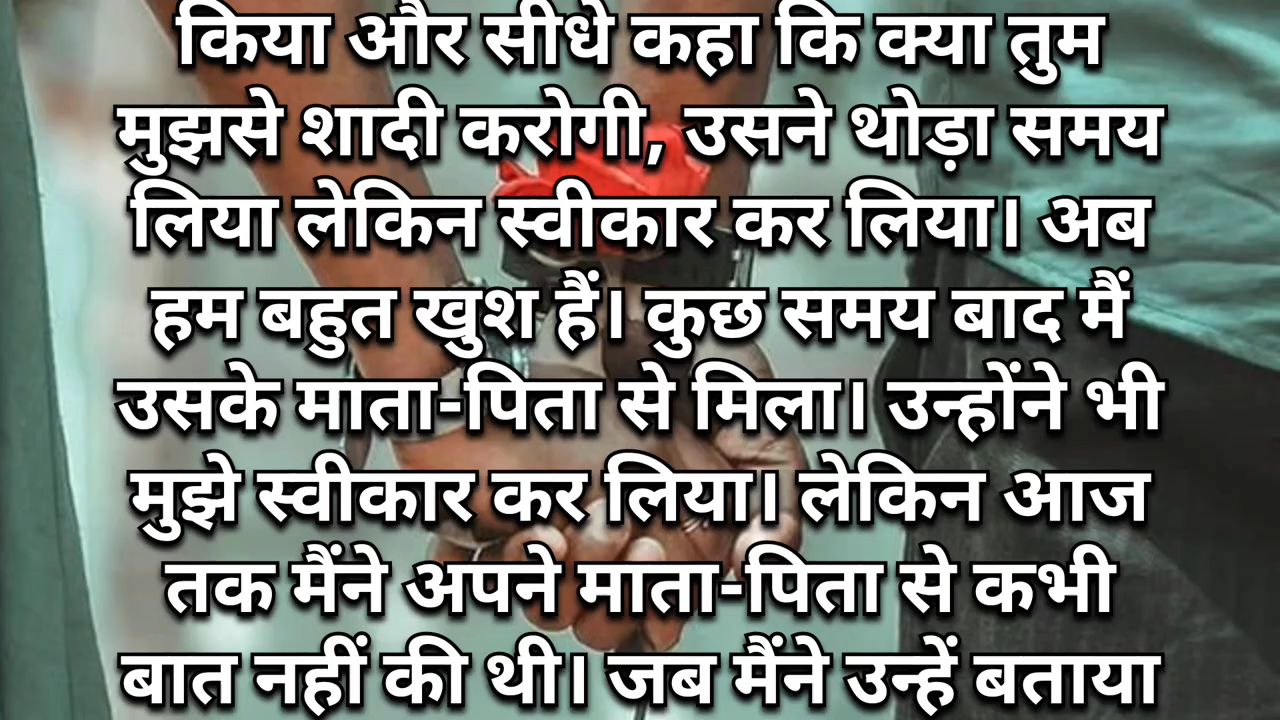 किया और सीधे कहा कि क्या तुम
मुझसे शादी करोगी, उसने थोड़ा समय
लिया लेकिन स्वीकार कर लिया। अब
हम बहुत खुश हैं। कुछ समय बाद मैं
उसके माता-पिता से मिला। उन्होंने भी
मुझे स्वीकार कर लिया। लेकिन आज
तक मैंने अपने माता-पिता से कभी
बात नहीं की थी। जब मैंने उन्हें बताया